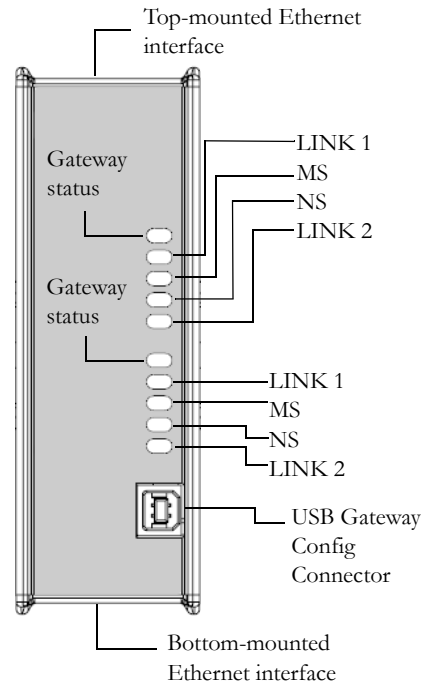 Top-mounted Ethernet
interface
LINK 1
MS
NS
LINK 2
Gateway
status
Gateway
status
LINK 1
MS
NS
LINK 2
USB Gateway
Config
Connector
Bottom-mounted
Ethernet interface